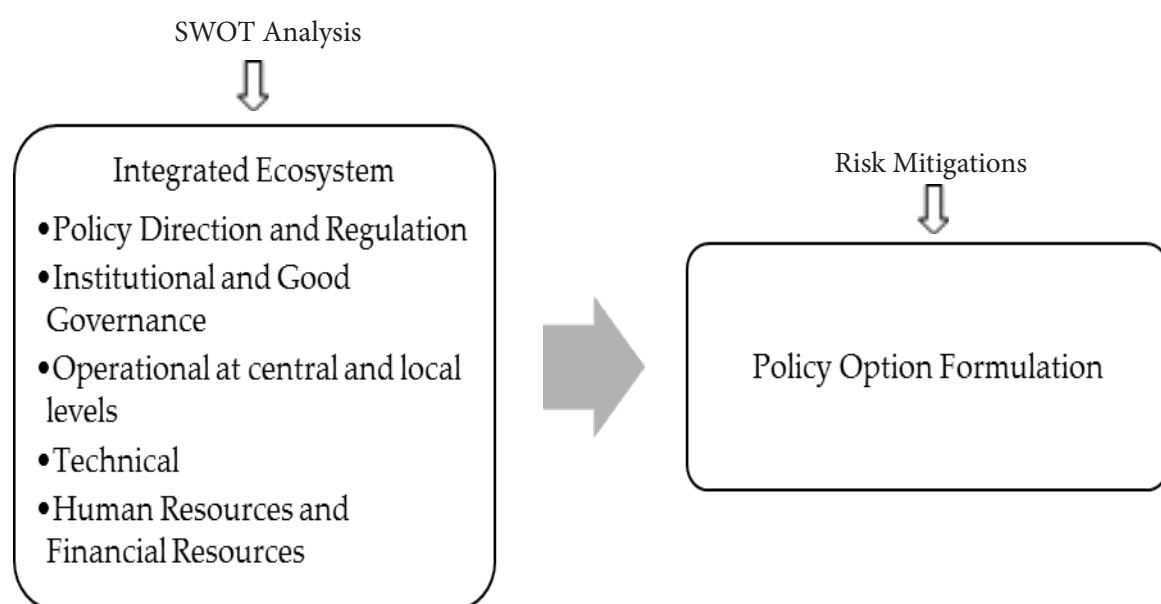 SWOT Analysis
Integrated Ecosystem
•Policy Direction and Regulation
•Institutional and Good
Governance
•Operational at central and local
levels
•Technical
•Human Resources and
Financial Resources
Risk Mitigations
Policy Option Formulation